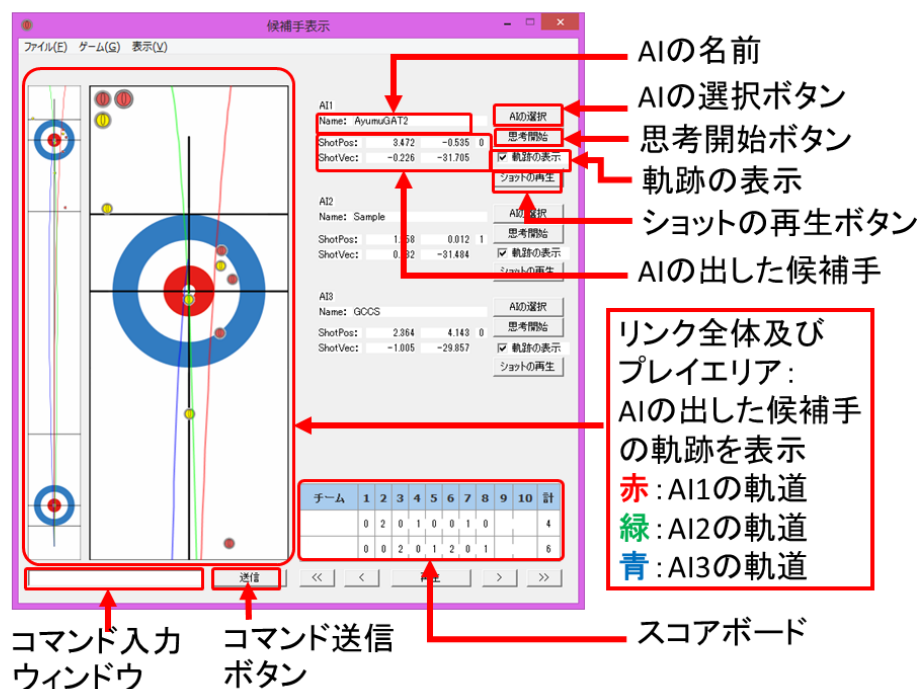 候補手表示
ファイル(F) ゲーム(G) 表示(V)
AIの名前
AIの選択ボタン
思考開始ボタン
軌跡の表示
ショットの再生ボタン
AIの出した候補手
AI1
Name: AyumuGAT2
AIの選択
ShotPos: 3.472 -0.535 0
思考開始
ShotVec: -0.226 -31.705
軌跡の表示
ショットの再生
AI2
Name: Sample
AIの選択
ShotPos: 0.012 1
思考開始
ShotVec: -31.484
軌跡の表示
ショットの再生
AI3
Name: GCCS
AIの選択
ShotPos: 2.364 4.143 0
思考開始
ShotVec: -1.005 -29.857
軌跡の表示
ショットの再生
リンク全体及び
プレイエリア:
AIの出した候補手
の軌跡を表示
赤:AI1の軌道
緑:AI2の軌道
青:AI3の軌道
チーム 1 2 3 4 5 6 7 8 9 10 計
0 2 0 1 0 0 1 0 4
0 0 2 0 1 2 0 1 6
送信 << < 再生 > >>
コマンド入力
ウィンドウ
コマンド送信
ボタン
スコアボード